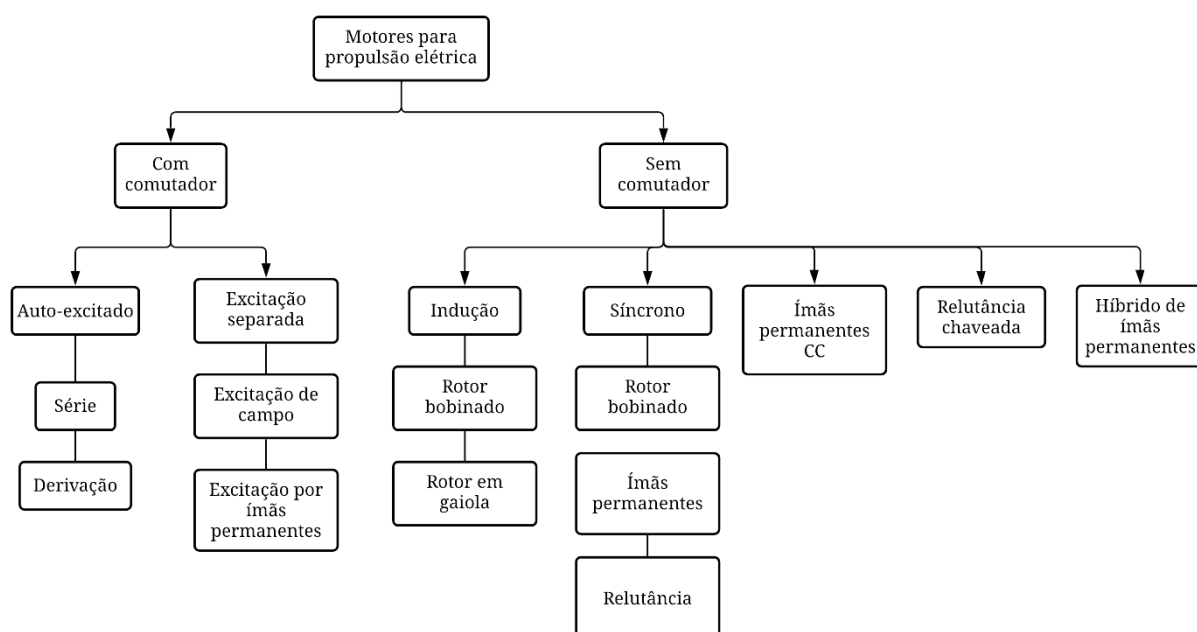 Motores para
propulsão elétrica
Com
comutador
Sem
comutador
Auto-excitado
Excitação
separada
Indução
Síncrono
Ímãs
permanentes
CC
Relutância
chaveada
Híbrido de
ímãs
permanentes
Série
Excitação de
campo
Rotor
bobinado
Rotor
bobinado
Derivação
Excitação por
ímãs
permanentes
Rotor em
gaiola
Ímãs
permanentes
Relutância